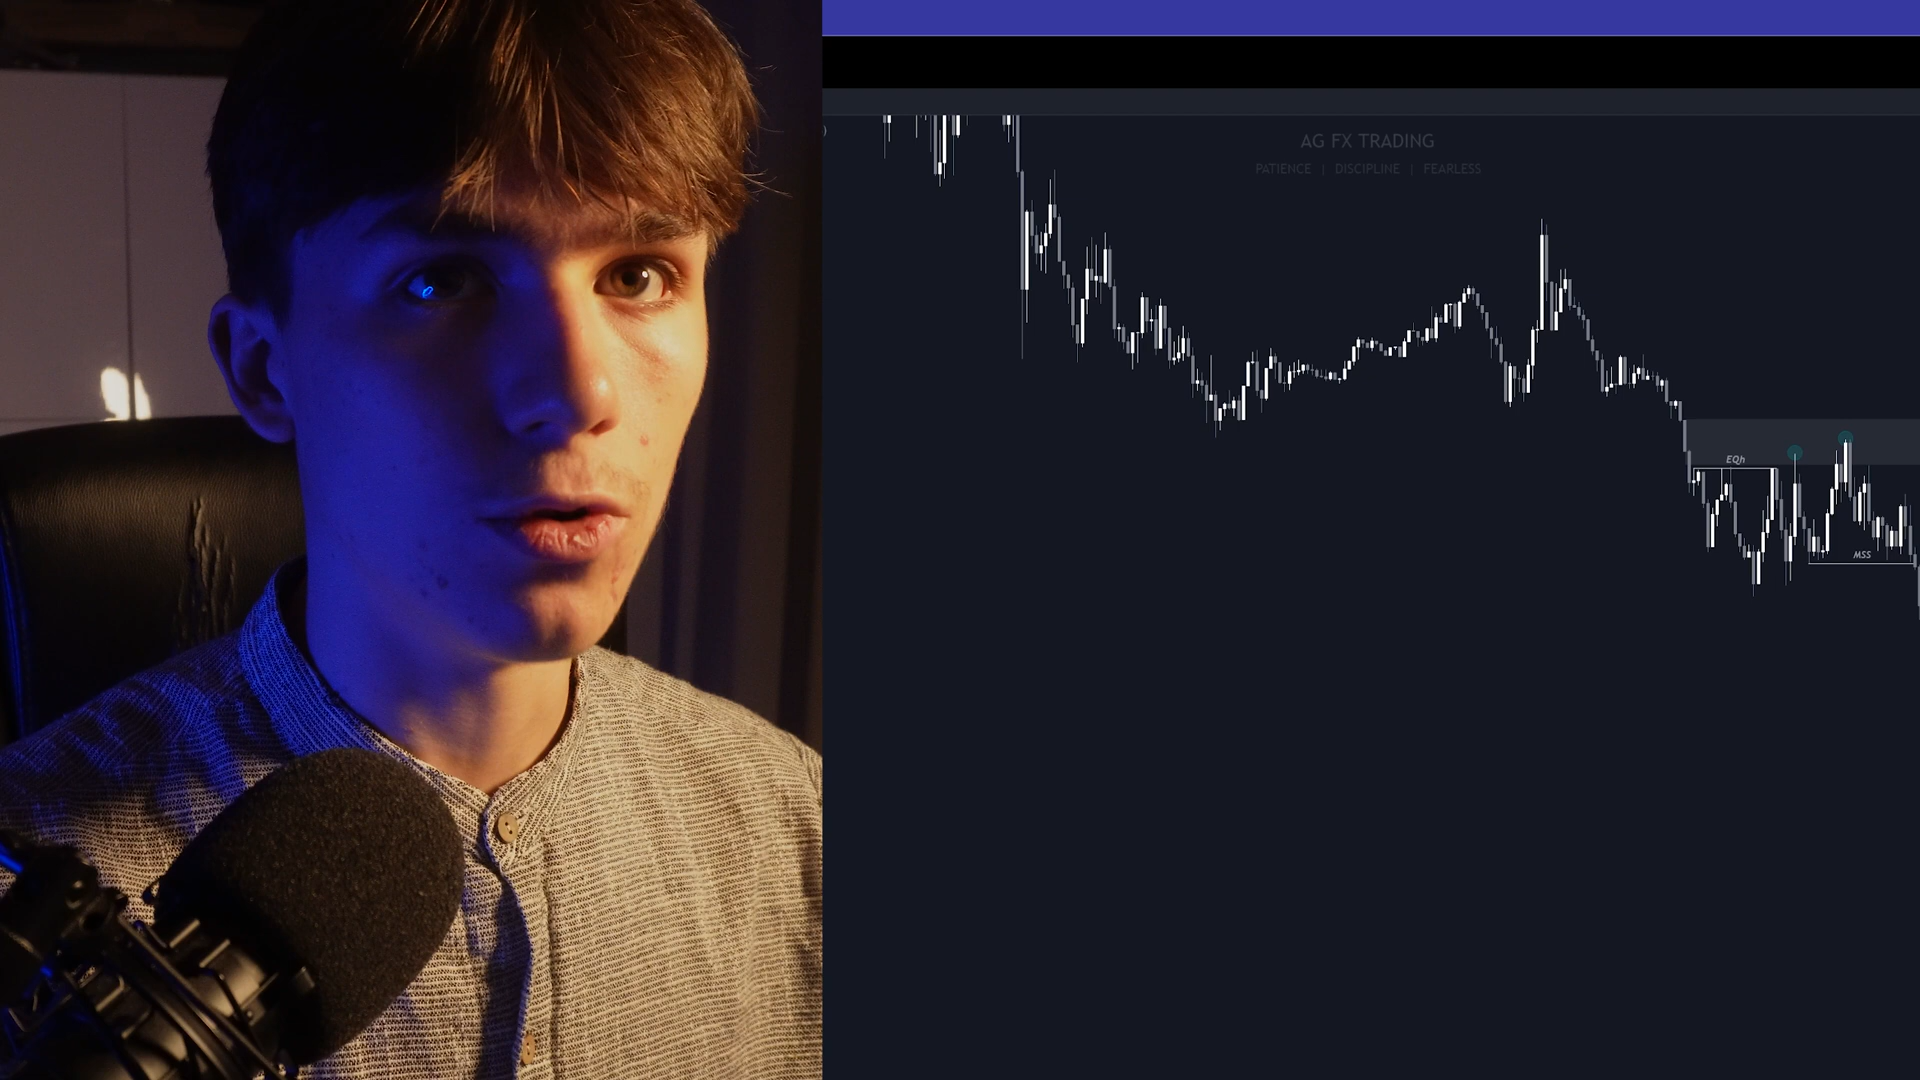 AG FX TRADING
PATIENCE | DISCIPLINE | FEARLESS
EQh
MSS